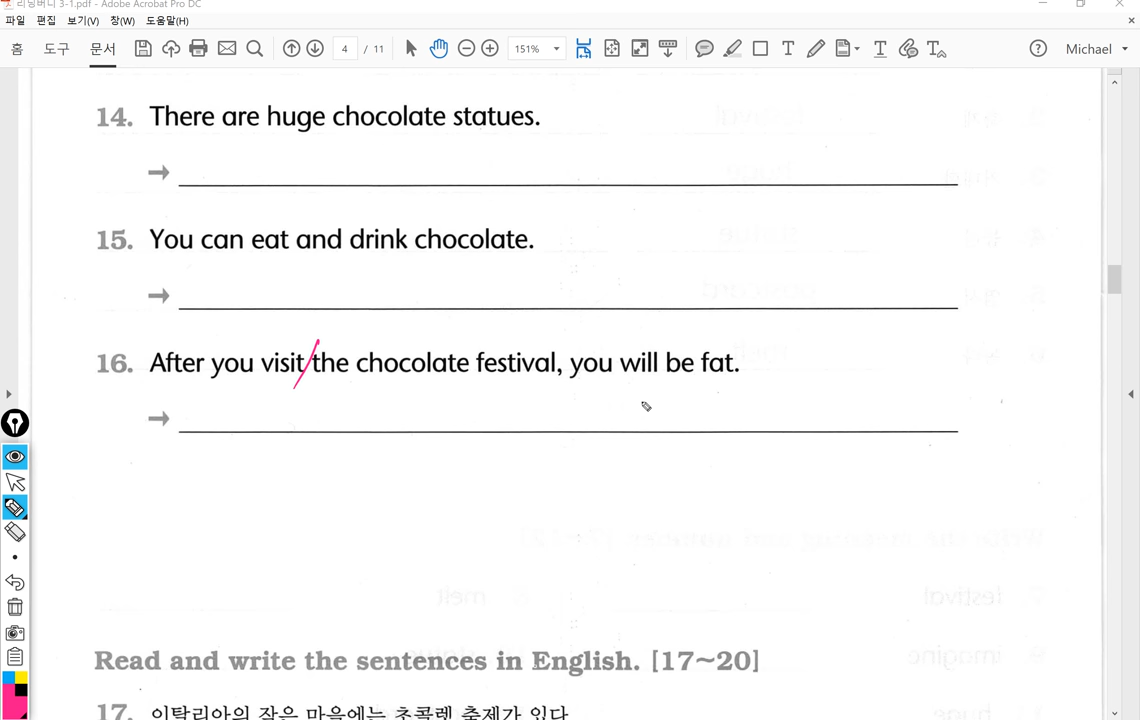 리딩버니 3-1.pdf - Adobe Acrobat Pro DC
파일 편집 보기(V) 창(W) 도움말(H)
홈 도구 문서 4 / 11 151% Michael
14. There are huge chocolate statues.
15. You can eat and drink chocolate.
16. After you visit the chocolate festival, you will be fat.
Read and write the sentences in English. [17~20]
17. 이탈리아의 작은 마을에는 초콜렛 축제가 있다